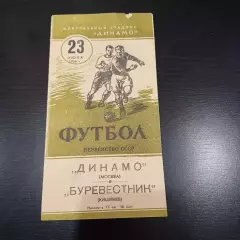 ЦЕНТРАЛЬНЫЙ СТАДИОН
„ДИНАМО"
23
ФУТБОЛ
ПЕРВЕНСТВО СССР
„ДИНАМО"
(МОСКВА)
„БУРЕВЕСТНИК"
(КИШИНЕВ)